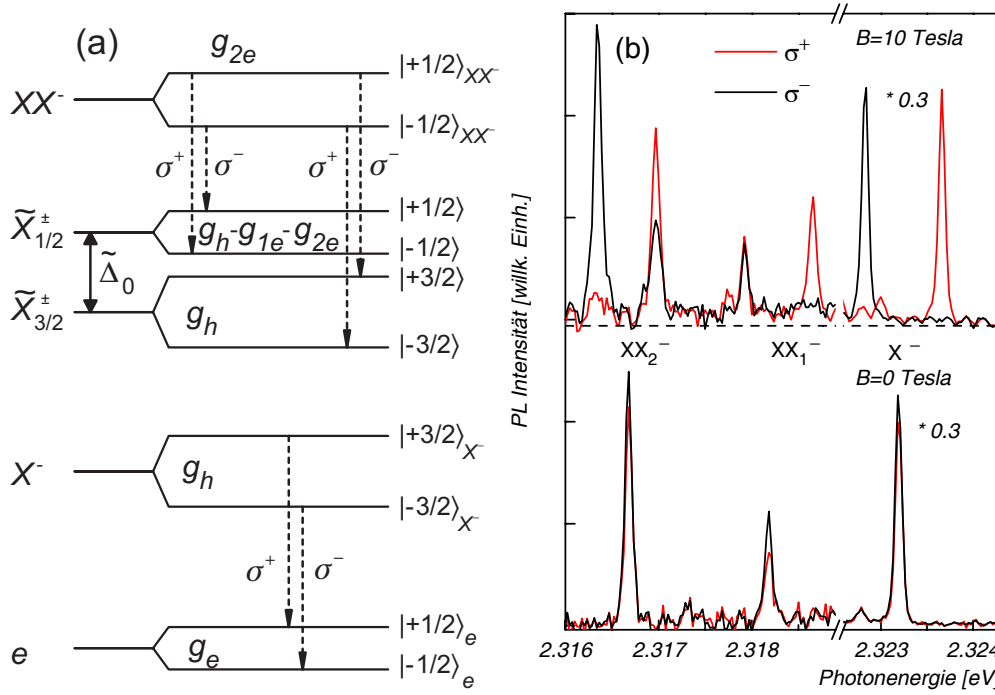 (a)
g2e
|+1/2⟩XX-
XX-
|-1/2⟩XX-
σ+ σ- σ+ σ-
X̃±1/2
|+1/2⟩
gh-g1e-g2e
|-1/2⟩
Δ̃0
|+3/2⟩
X̃±3/2
gh
|-3/2⟩
|+3/2⟩X-
X-
gh
|-3/2⟩X-
σ+ σ-
|+1/2⟩e
e
ge
|-1/2⟩e
(b)
σ+
σ-
B=10 Tesla
* 0.3
XX2- XX1- X-
B=0 Tesla
* 0.3
PL Intensität [willk. Einh.]
2.316 2.317 2.318 2.323 2.324
Photonenergie [eV]